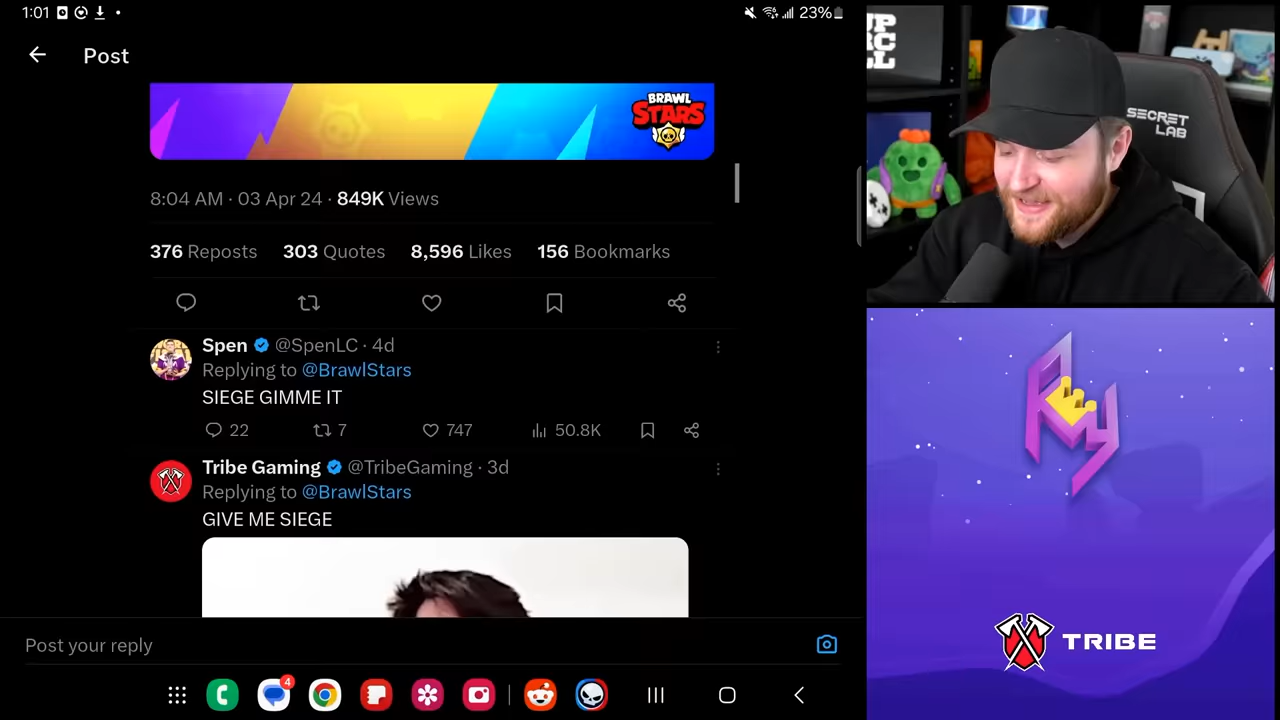 1:01
23%
Post
BRAWL
STARS
8:04 AM · 03 Apr 24 · 849K Views
376 Reposts 303 Quotes 8,596 Likes 156 Bookmarks
Spen @SpenLC · 4d
Replying to @BrawlStars
SIEGE GIMME IT
22 7 747 50.8K
Tribe Gaming @TribeGaming · 3d
Replying to @BrawlStars
GIVE ME SIEGE
Post your reply
4
SECRET
LAB
TRIBE